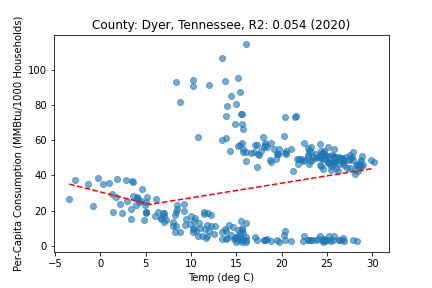 County: Dyer, Tennessee, R2: 0.054 (2020)
Per-Capita Consumption (MMBtu/1000 Households)
100
80
60
40
20
0
−5 0 5 10 15 20 25 30
Temp (deg C)